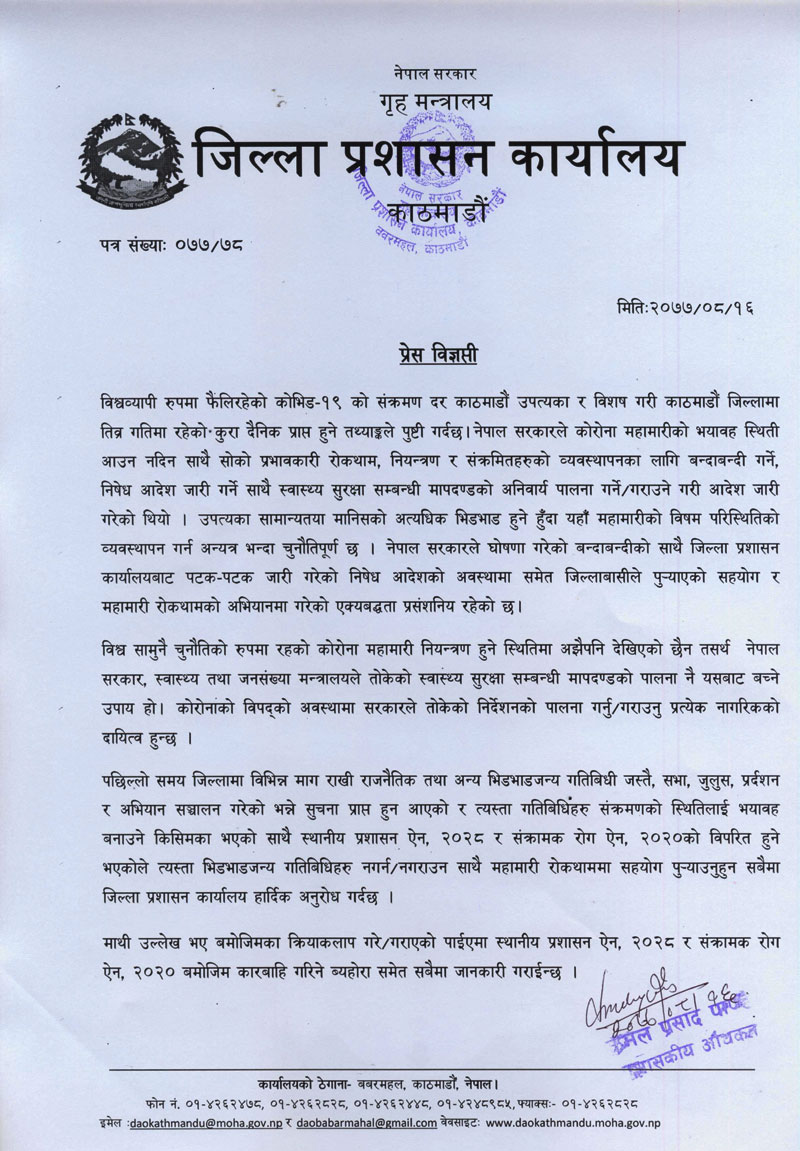 नेपाल सरकार
गृह मन्त्रालय
जिल्ला प्रशासन कार्यालय
काठमाडौं
नेपाल सरकार
जिल्ला प्रशासन कार्यालय, काठमाडौं
बबरमहल, काठमाडौं
पत्र संख्याः ०७७/७८
मितिः२०७७/०८/१६
प्रेस विज्ञप्ती
विश्वव्यापी रुपमा फैलिरहेको कोभिड-१९ को संक्रमण दर काठमाडौं उपत्यका र विशष गरी काठमाडौं जिल्लामा
तिव्र गतिमा रहेको कुरा दैनिक प्राप्त हुने तथ्याङ्कले पुष्टी गर्दछ। नेपाल सरकारले कोरोना महामारीको भयावह स्थिती
आउन नदिन साथै सोको प्रभावकारी रोकथाम, नियन्त्रण र संक्रमितहरुको व्यवस्थापनका लागि बन्दाबन्दी गर्ने,
निषेध आदेश जारी गर्ने साथै स्वास्थ्य सुरक्षा सम्बन्धी मापदण्डको अनिवार्य पालना गर्ने/गराउने गरी आदेश जारी
गरेको थियो । उपत्यका सामान्यतया मानिसको अत्यधिक भिडभाड हुने हुँदा यहाँ महामारीको विषम परिस्थितिको
व्यवस्थापन गर्न अन्यत्र भन्दा चुनौतिपूर्ण छ । नेपाल सरकारले घोषणा गरेको बन्दाबन्दीको साथै जिल्ला प्रशासन
कार्यालयबाट पटक-पटक जारी गरेको निषेध आदेशको अवस्थामा समेत जिल्लाबासीले पुऱ्याएको सहयोग र
महामारी रोकथामको अभियानमा गरेको एक्यबद्धता प्रसंशनिय रहेको छ।
विश्व सामुनै चुनौतिको रुपमा रहको कोरोना महामारी नियन्त्रण हुने स्थितिमा अझैपनि देखिएको छैन तसर्थ नेपाल
सरकार, स्वास्थ्य तथा जनसंख्या मन्त्रालयले तोकेको स्वास्थ्य सुरक्षा सम्बन्धी मापदण्डको पालना नै यसबाट बच्ने
उपाय हो। कोरोनाको विपद्को अवस्थामा सरकारले तोकेको निर्देशनको पालना गर्नु/गराउनु प्रत्येक नागरिकको
दायित्व हुन्छ ।
पछिल्लो समय जिल्लामा विभिन्न माग राखी राजनैतिक तथा अन्य भिडभाडजन्य गतिबिधी जस्तै, सभा, जुलुस, प्रर्दशन
र अभियान सञ्चालन गरेको भन्ने सुचना प्राप्त हुन आएको र त्यस्ता गतिबिधिहरु संक्रमणको स्थितिलाई भयावह
बनाउने किसिमका भएको साथै स्थानीय प्रशासन ऐन, २०२८ र संक्रामक रोग ऐन, २०२०को विपरित हुने
भएकोले त्यस्ता भिडभाडजन्य गतिबिधिहरु नगर्न/नगराउन साथै महामारी रोकथाममा सहयोग पुऱ्याउनुहुन सबैमा
जिल्ला प्रशासन कार्यालय हार्दिक अनुरोध गर्दछ ।
माथी उल्लेख भए बमोजिमका क्रियाकलाप गरे/गराएको पाईएमा स्थानीय प्रशासन ऐन, २०२८ र संक्रामक रोग
ऐन, २०२० बमोजिम कारबाहि गरिने व्यहोरा समेत सबैमा जानकारी गराईन्छ ।
प्रसाद
कार्यालयको ठेगाना- बबरमहल, काठमाडौं, नेपाल।
फोन नं. ०१-४२६२४७८, ०१-४२६२८२८, ०१-४२६२४४८, ०१-४२४८९८५, फ्याक्सः- ०१-४२६२८२८
इमेल :daokathmandu@moha.gov.np र daobabarmahal@gmail.com वेवसाइटः www.daokathmandu.moha.gov.np